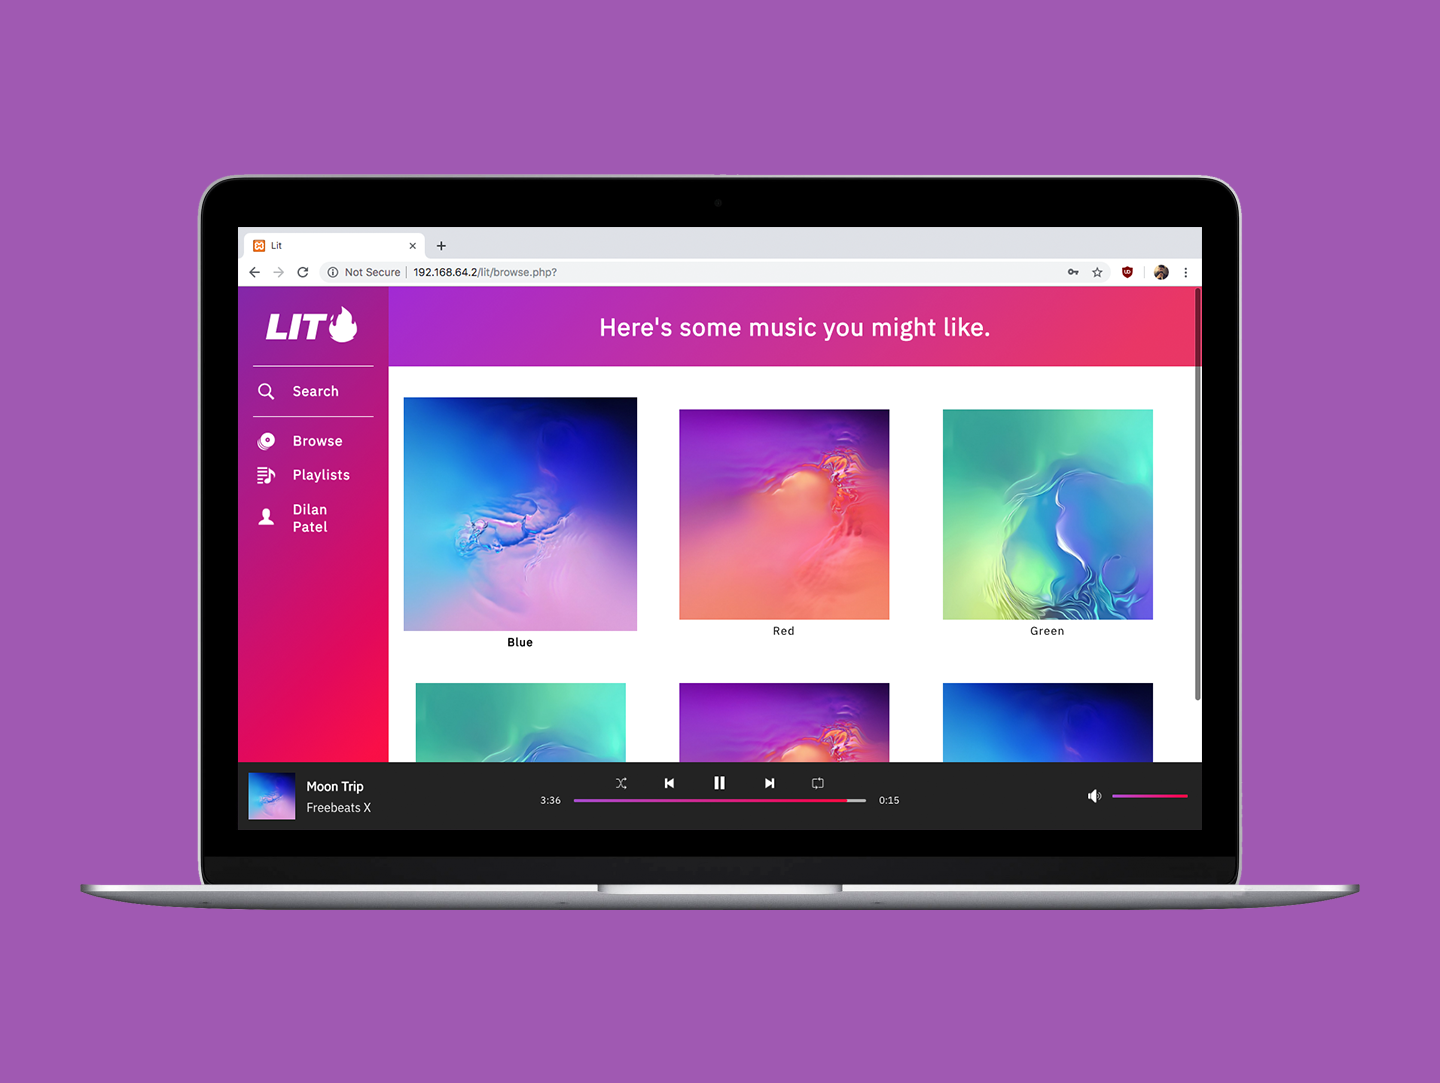 Lit
Not Secure | 192.168.64.2/lit/browse.php?
LIT
Here's some music you might like.
Search
Browse
Playlists
Dilan
Patel
Blue
Red
Green
Moon Trip
Freebeats X
3:36
0:15